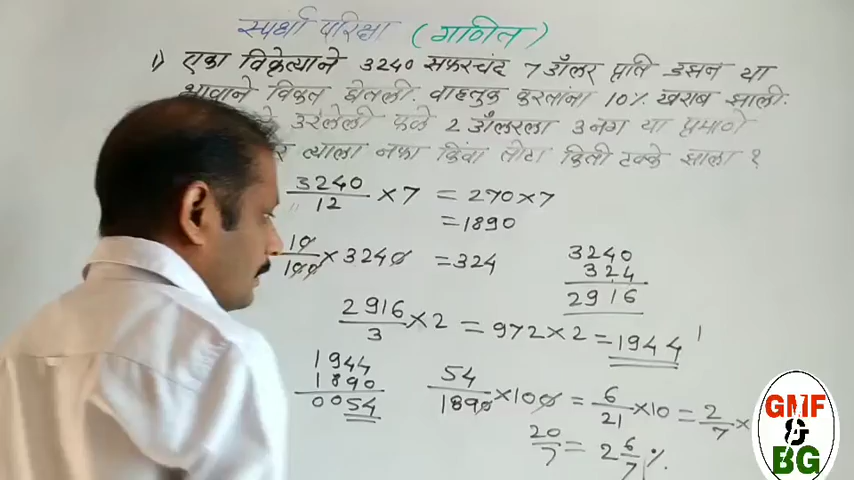 स्पर्धा परिक्षा (गणित)
1) एका विक्रेत्याने 3240 सफरचंद 7 डॉलर प्रति डझन या
भावाने विकत घेतली. वाहतुक करतांना 10% खराब झाली.
उरलेली फळे 2 डॉलरला 3 नग या प्रमाणे
त्याला नफा किंवा तोटा किती टक्के झाला ?
3240/12 × 7 = 270 × 7
= 1890
10/100 × 3240 = 324
3240
324
2916
2916/3 × 2 = 972 × 2 = 1944
1944
1890
0054
54/1890 × 100 = 6/21 × 10 = 2/7 ×
20/7 = 2 6/7 %.
GMF
&
BG